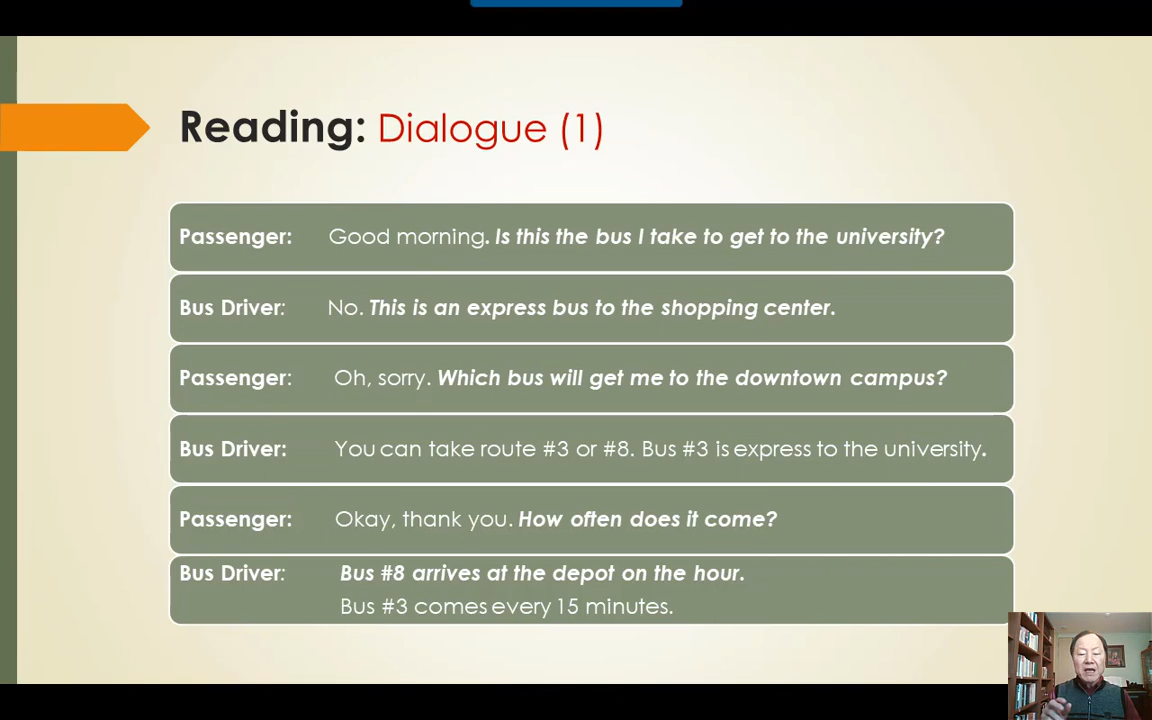 Reading: Dialogue (1)
Passenger: Good morning. Is this the bus I take to get to the university?
Bus Driver: No. This is an express bus to the shopping center.
Passenger: Oh, sorry. Which bus will get me to the downtown campus?
Bus Driver: You can take route #3 or #8. Bus #3 is express to the university.
Passenger: Okay, thank you. How often does it come?
Bus Driver: Bus #8 arrives at the depot on the hour.
Bus #3 comes every 15 minutes.